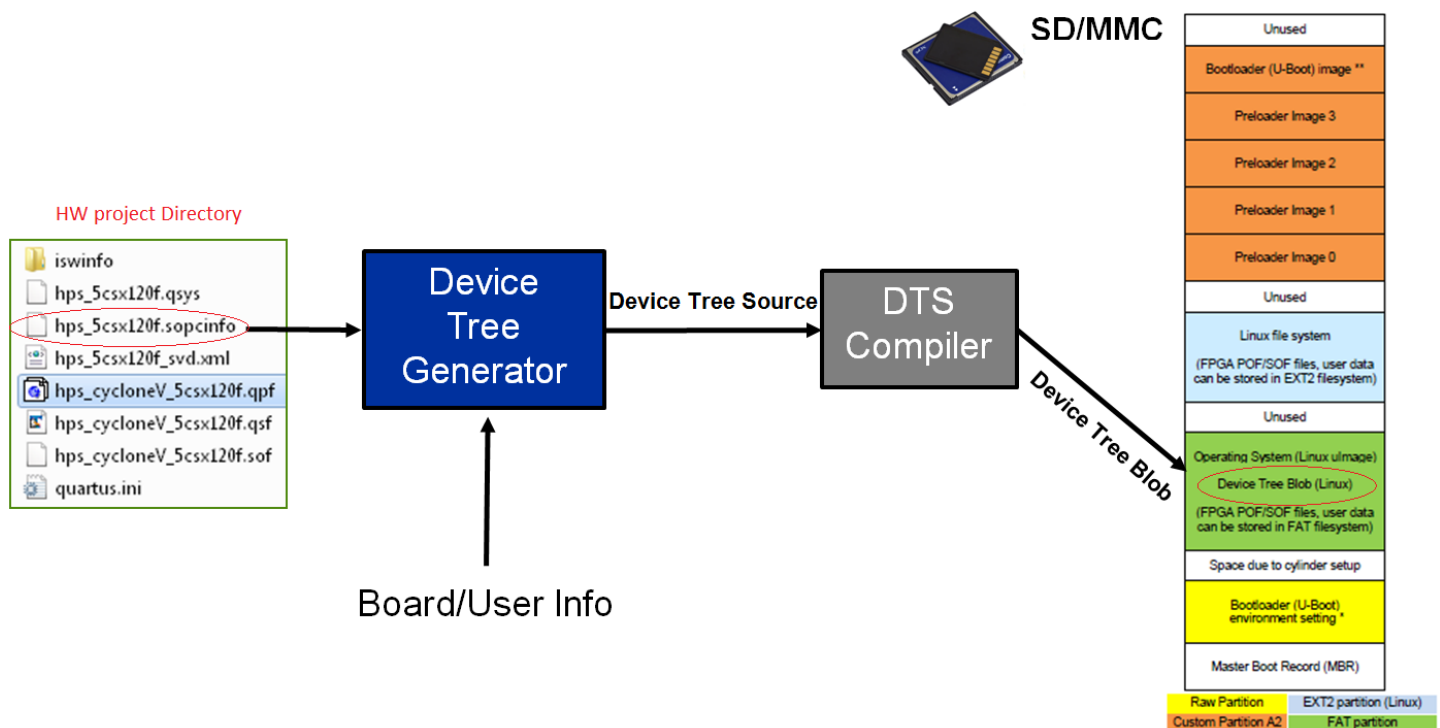 SD/MMC
HW project Directory
iswinfo
hps_5csx120f.qsys
hps_5csx120f.sopcinfo
hps_5csx120f_svd.xml
hps_cycloneV_5csx120f.qpf
hps_cycloneV_5csx120f.qsf
hps_cycloneV_5csx120f.sof
quartus.ini
Device
Tree
Generator
Board/User Info
Device Tree Source
DTS
Compiler
Device Tree Blob
Unused
Bootloader (U-Boot) image **
Preloader Image 3
Preloader Image 2
Preloader Image 1
Preloader Image 0
Unused
Linux file system
(FPGA POF/SOF files, user data
can be stored in EXT2 filesystem)
Unused
Operating System (Linux uImage)
Device Tree Blob (Linux)
(FPGA POF/SOF files, user data
can be stored in FAT filesystem)
Space due to cylinder setup
Bootloader (U-Boot)
environment setting *
Master Boot Record (MBR)
Raw Partition
EXT2 partition (Linux)
Custom Partition A2
FAT partition